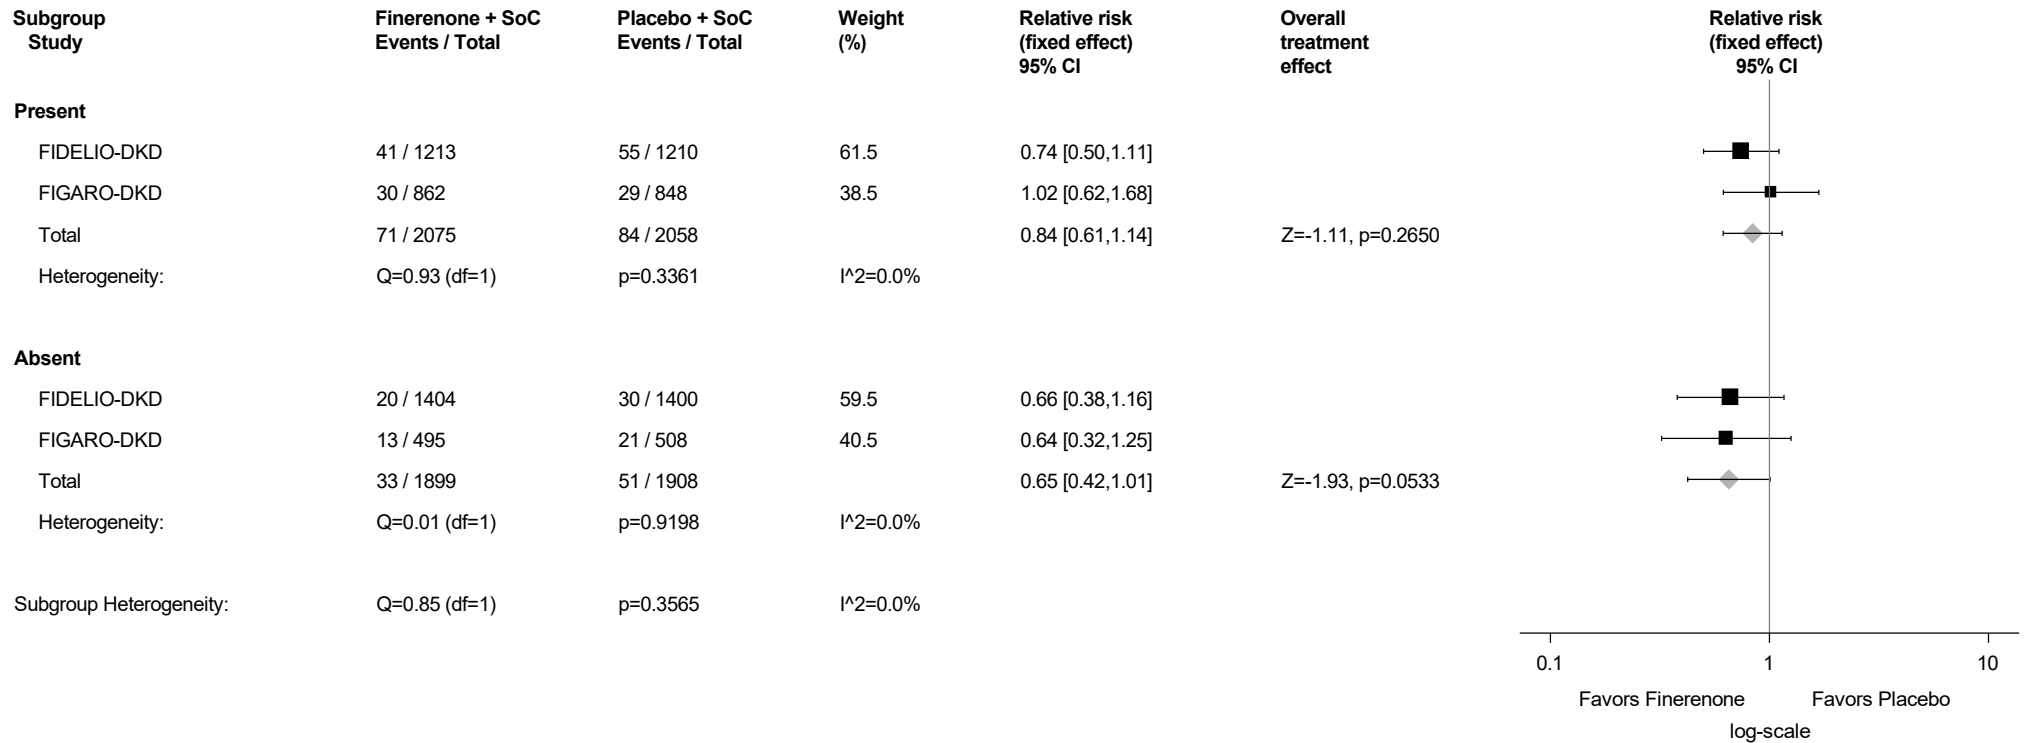 Subgroup Finerenone + SoC Placebo + SoC Weight Relative risk Overall Relative risk
Study Events / Total Events / Total (%) (fixed effect) treatment (fixed effect)
95% CI effect 95% CI
Present
FIDELIO-DKD 41 / 1213 55 / 1210 61.5 0.74 [0.50,1.11]
FIGARO-DKD 30 / 862 29 / 848 38.5 1.02 [0.62,1.68]
Total 71 / 2075 84 / 2058 0.84 [0.61,1.14] Z=-1.11, p=0.2650
Heterogeneity: Q=0.93 (df=1) p=0.3361 I^2=0.0%
Absent
FIDELIO-DKD 20 / 1404 30 / 1400 59.5 0.66 [0.38,1.16]
FIGARO-DKD 13 / 495 21 / 508 40.5 0.64 [0.32,1.25]
Total 33 / 1899 51 / 1908 0.65 [0.42,1.01] Z=-1.93, p=0.0533
Heterogeneity: Q=0.01 (df=1) p=0.9198 I^2=0.0%
Subgroup Heterogeneity: Q=0.85 (df=1) p=0.3565 I^2=0.0%
0.1 1 10
Favors Finerenone Favors Placebo
log-scale